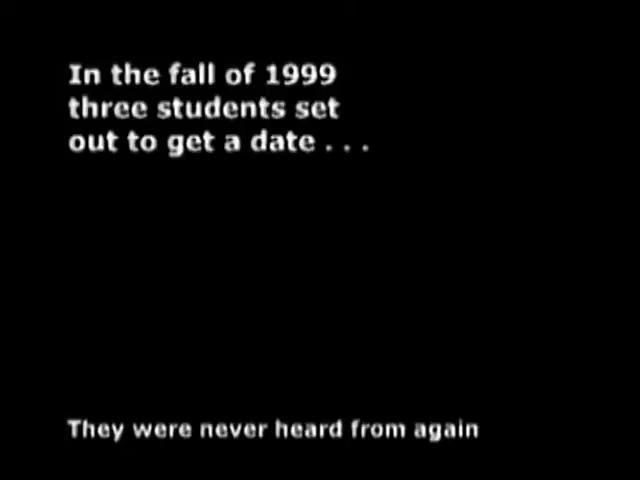 In the fall of 1999
three students set
out to get a date . . .
They were never heard from again